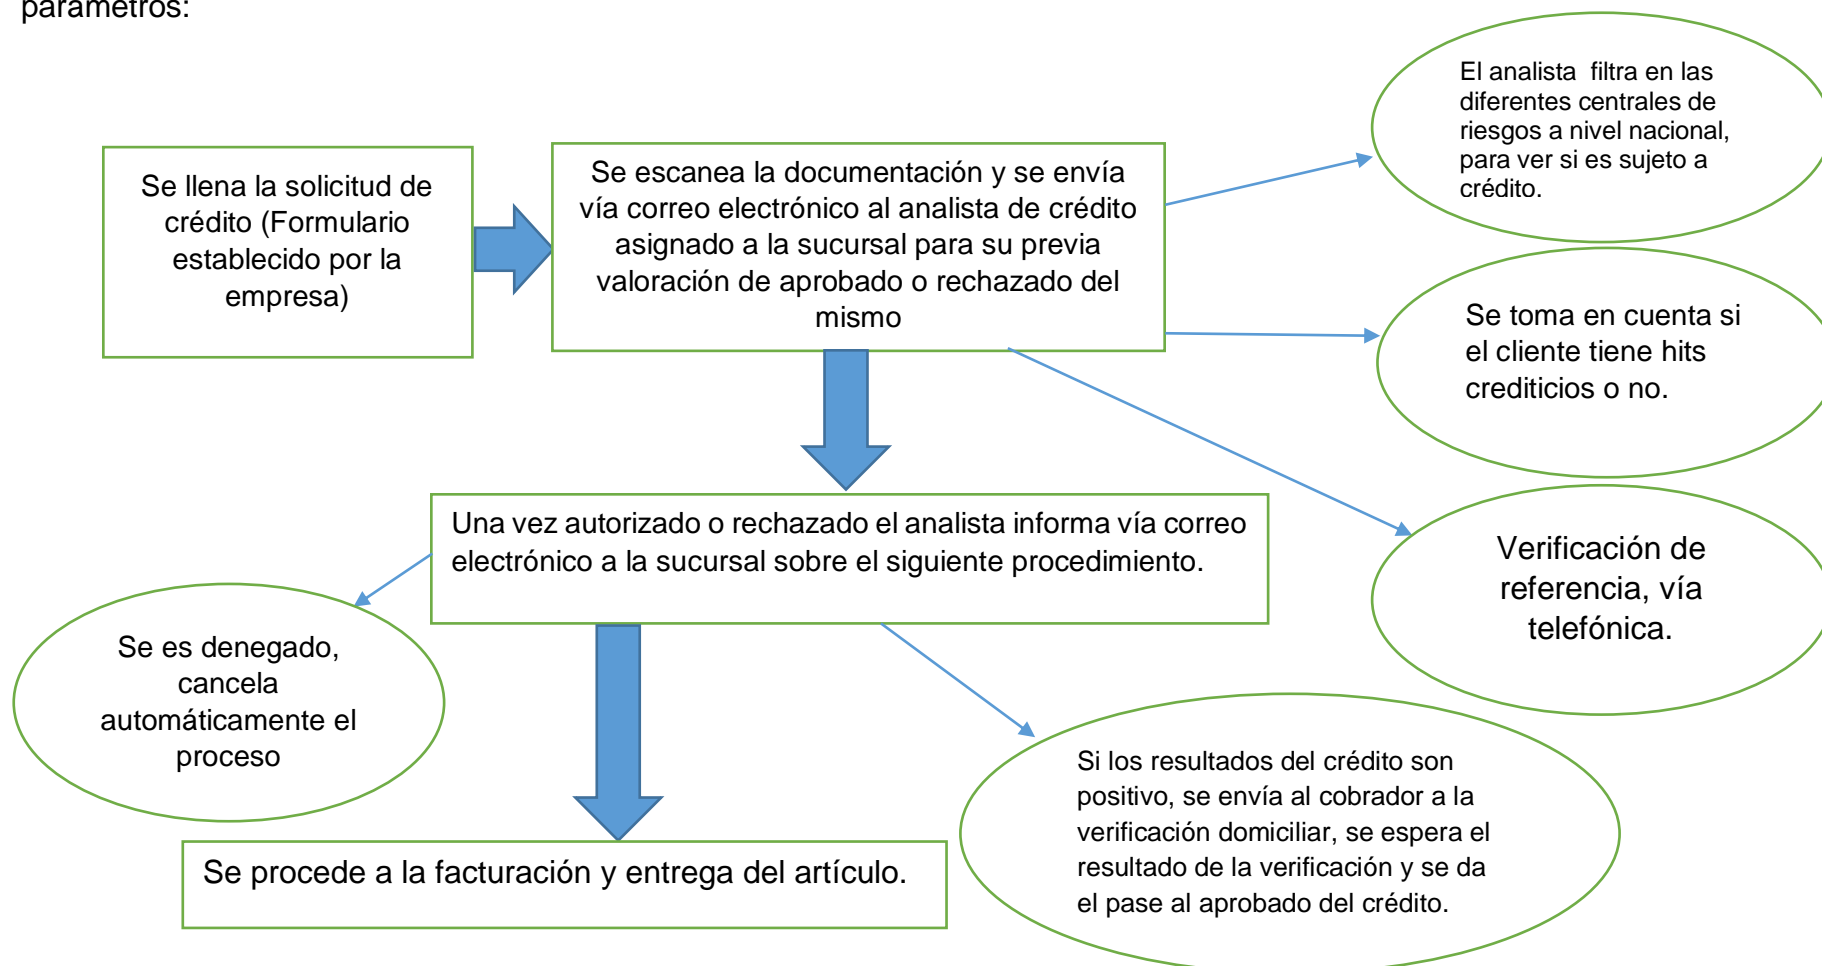 parámetros:
Se llena la solicitud de
crédito (Formulario
establecido por la
empresa)
Se escanea la documentación y se envía
vía correo electrónico al analista de crédito
asignado a la sucursal para su previa
valoración de aprobado o rechazado del
mismo
El analista filtra en las
diferentes centrales de
riesgos a nivel nacional,
para ver si es sujeto a
crédito.
Se toma en cuenta si
el cliente tiene hits
crediticios o no.
Verificación de
referencia, vía
telefónica.
Una vez autorizado o rechazado el analista informa vía correo
electrónico a la sucursal sobre el siguiente procedimiento.
Se es denegado,
cancela
automáticamente el
proceso
Si los resultados del crédito son
positivo, se envía al cobrador a la
verificación domiciliar, se espera el
resultado de la verificación y se da
el pase al aprobado del crédito.
Se procede a la facturación y entrega del artículo.